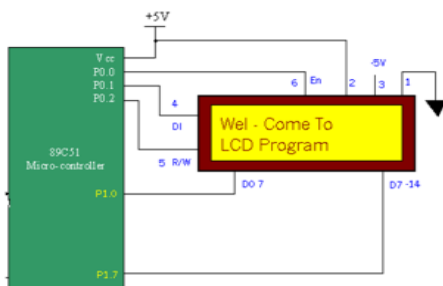 +5V
Vcc
P0.0
P0.1
P0.2
6 En
2
-5V
3
1
4
DI
5 R/W
Wel - Come To
LCD Program
89C51
Micro-controller
P1.0
D0 7
D7 -14
P1.7